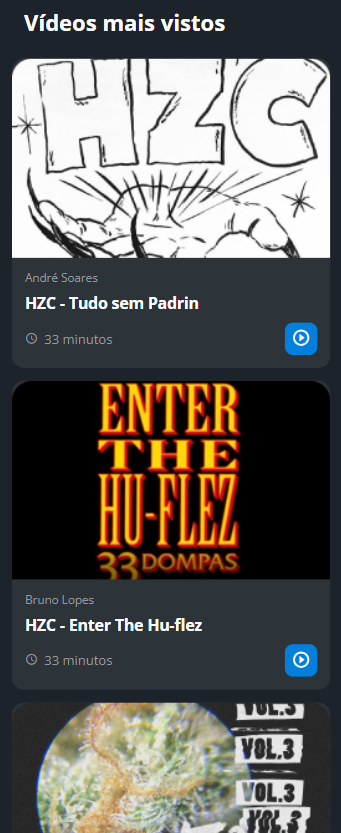 Vídeos mais vistos
HZC
André Soares
HZC - Tudo sem Padrin
33 minutos
ENTER
THE
HU-FLEZ
33 DOMPAS
Bruno Lopes
HZC - Enter The Hu-flez
33 minutos
VOL.3
VOL.3
VOL.3
VOL.3